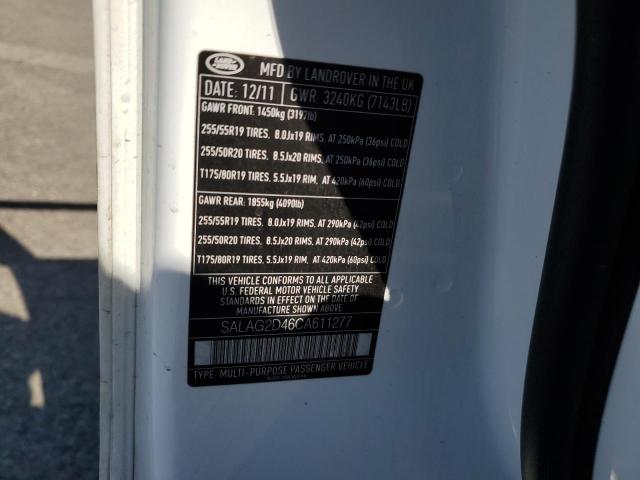 LAND ROVER
MFD BY LANDROVER IN THE UK
DATE: 12/11 GWR: 3240KG (7143LB)
GAWR FRONT: 1450kg (3197lb)
255/55R19 TIRES, 8.0Jx19 RIMS, AT 250kPa (36psi) COLD
255/50R20 TIRES, 8.5Jx20 RIMS, AT 250kPa (36psi) COLD
T175/80R19 TIRES, 5.5Jx19 RIM, AT 420kPa (60psi) COLD
GAWR REAR: 1855kg (4090lb)
255/55R19 TIRES, 8.0Jx19 RIMS, AT 290kPa (42psi) COLD
255/50R20 TIRES, 8.5Jx20 RIMS, AT 290kPa (42psi) COLD
T175/80R19 TIRES, 5.5Jx19 RIM, AT 420kPa (60psi) COLD
THIS VEHICLE CONFORMS TO ALL APPLICABLE
U.S. FEDERAL MOTOR VEHICLE SAFETY
STANDARDS IN EFFECT ON THE DATE OF
MANUFACTURE SHOWN ABOVE.
SALAG2D46CA611277
TYPE: MULTI-PURPOSE PASSENGER VEHICLE